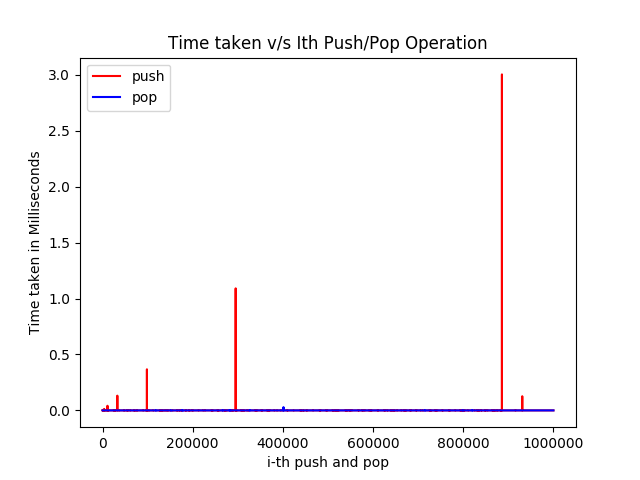 Time taken v/s Ith Push/Pop Operation
push
pop
3.0
2.5
2.0
1.5
1.0
0.5
0.0
Time taken in Milliseconds
0 200000 400000 600000 800000 1000000
i-th push and pop